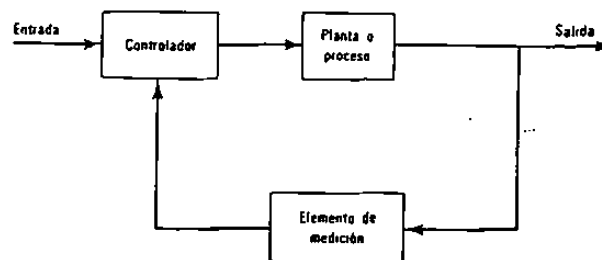 Entrada
Controlador
Planta o
proceso
Salida
Elemento de
medición